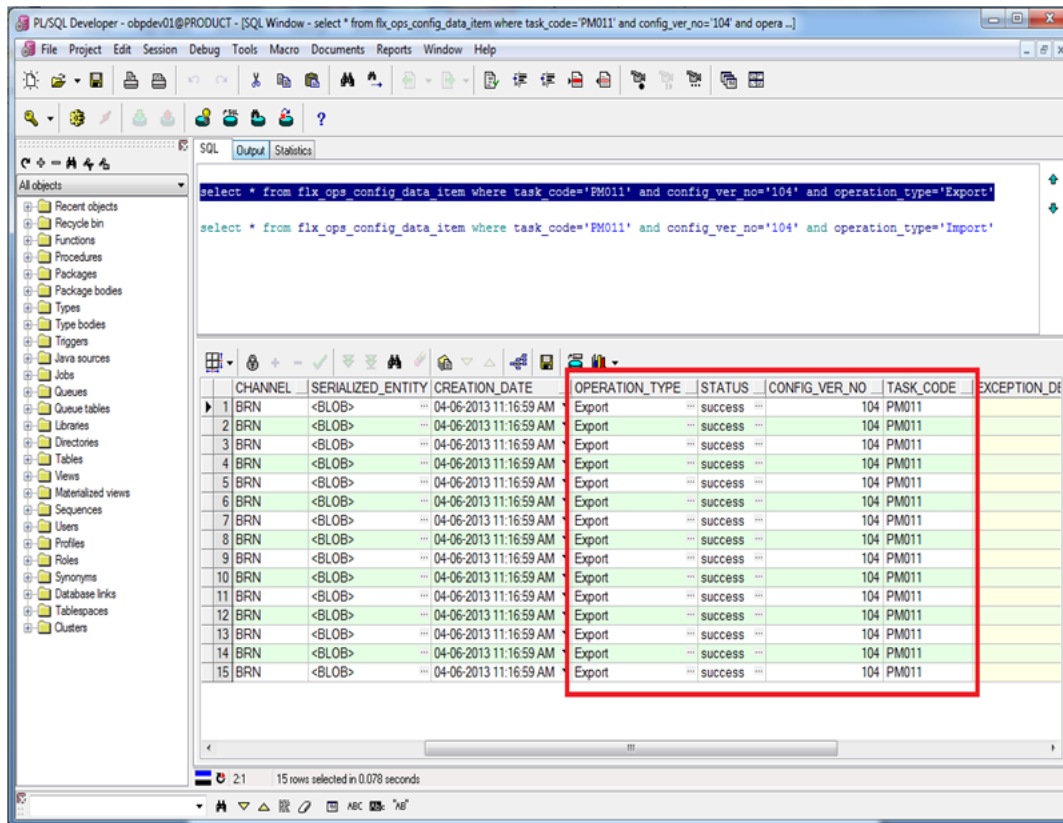 PL/SQL Developer - obpdev01@PRODUCT - [SQL Window - select * from flx_ops_config_data_item where task_code='PM011' and config_ver_no='104' and opera ...]
File Project Edit Session Debug Tools Macro Documents Reports Window Help
SQL Output Statistics
All objects
Recent objects
Recycle bin
Functions
Procedures
Packages
Package bodies
Types
Type bodies
Triggers
Java sources
Jobs
Queues
Queue tables
Libraries
Directories
Tables
Views
Materialized views
Sequences
Users
Profiles
Roles
Synonyms
Database links
Tablespaces
Clusters
select * from flx_ops_config_data_item where task_code='PM011' and config_ver_no='104' and operation_type='Export'
select * from flx_ops_config_data_item where task_code='PM011' and config_ver_no='104' and operation_type='Import'
CHANNEL SERIALIZED_ENTITY CREATION_DATE OPERATION_TYPE STATUS CONFIG_VER_NO TASK_CODE EXCEPTION_DE
1 BRN <BLOB> ... 04-06-2013 11:16:59 AM Export ... success ... 104 PM011
2 BRN <BLOB> ... 04-06-2013 11:16:59 AM Export ... success ... 104 PM011
3 BRN <BLOB> ... 04-06-2013 11:16:59 AM Export ... success ... 104 PM011
4 BRN <BLOB> ... 04-06-2013 11:16:59 AM Export ... success ... 104 PM011
5 BRN <BLOB> ... 04-06-2013 11:16:59 AM Export ... success ... 104 PM011
6 BRN <BLOB> ... 04-06-2013 11:16:59 AM Export ... success ... 104 PM011
7 BRN <BLOB> ... 04-06-2013 11:16:59 AM Export ... success ... 104 PM011
8 BRN <BLOB> ... 04-06-2013 11:16:59 AM Export ... success ... 104 PM011
9 BRN <BLOB> ... 04-06-2013 11:16:59 AM Export ... success ... 104 PM011
10 BRN <BLOB> ... 04-06-2013 11:16:59 AM Export ... success ... 104 PM011
11 BRN <BLOB> ... 04-06-2013 11:16:59 AM Export ... success ... 104 PM011
12 BRN <BLOB> ... 04-06-2013 11:16:59 AM Export ... success ... 104 PM011
13 BRN <BLOB> ... 04-06-2013 11:16:59 AM Export ... success ... 104 PM011
14 BRN <BLOB> ... 04-06-2013 11:16:59 AM Export ... success ... 104 PM011
15 BRN <BLOB> ... 04-06-2013 11:16:59 AM Export ... success ... 104 PM011
2:1 15 rows selected in 0.078 seconds
ABC "AB"